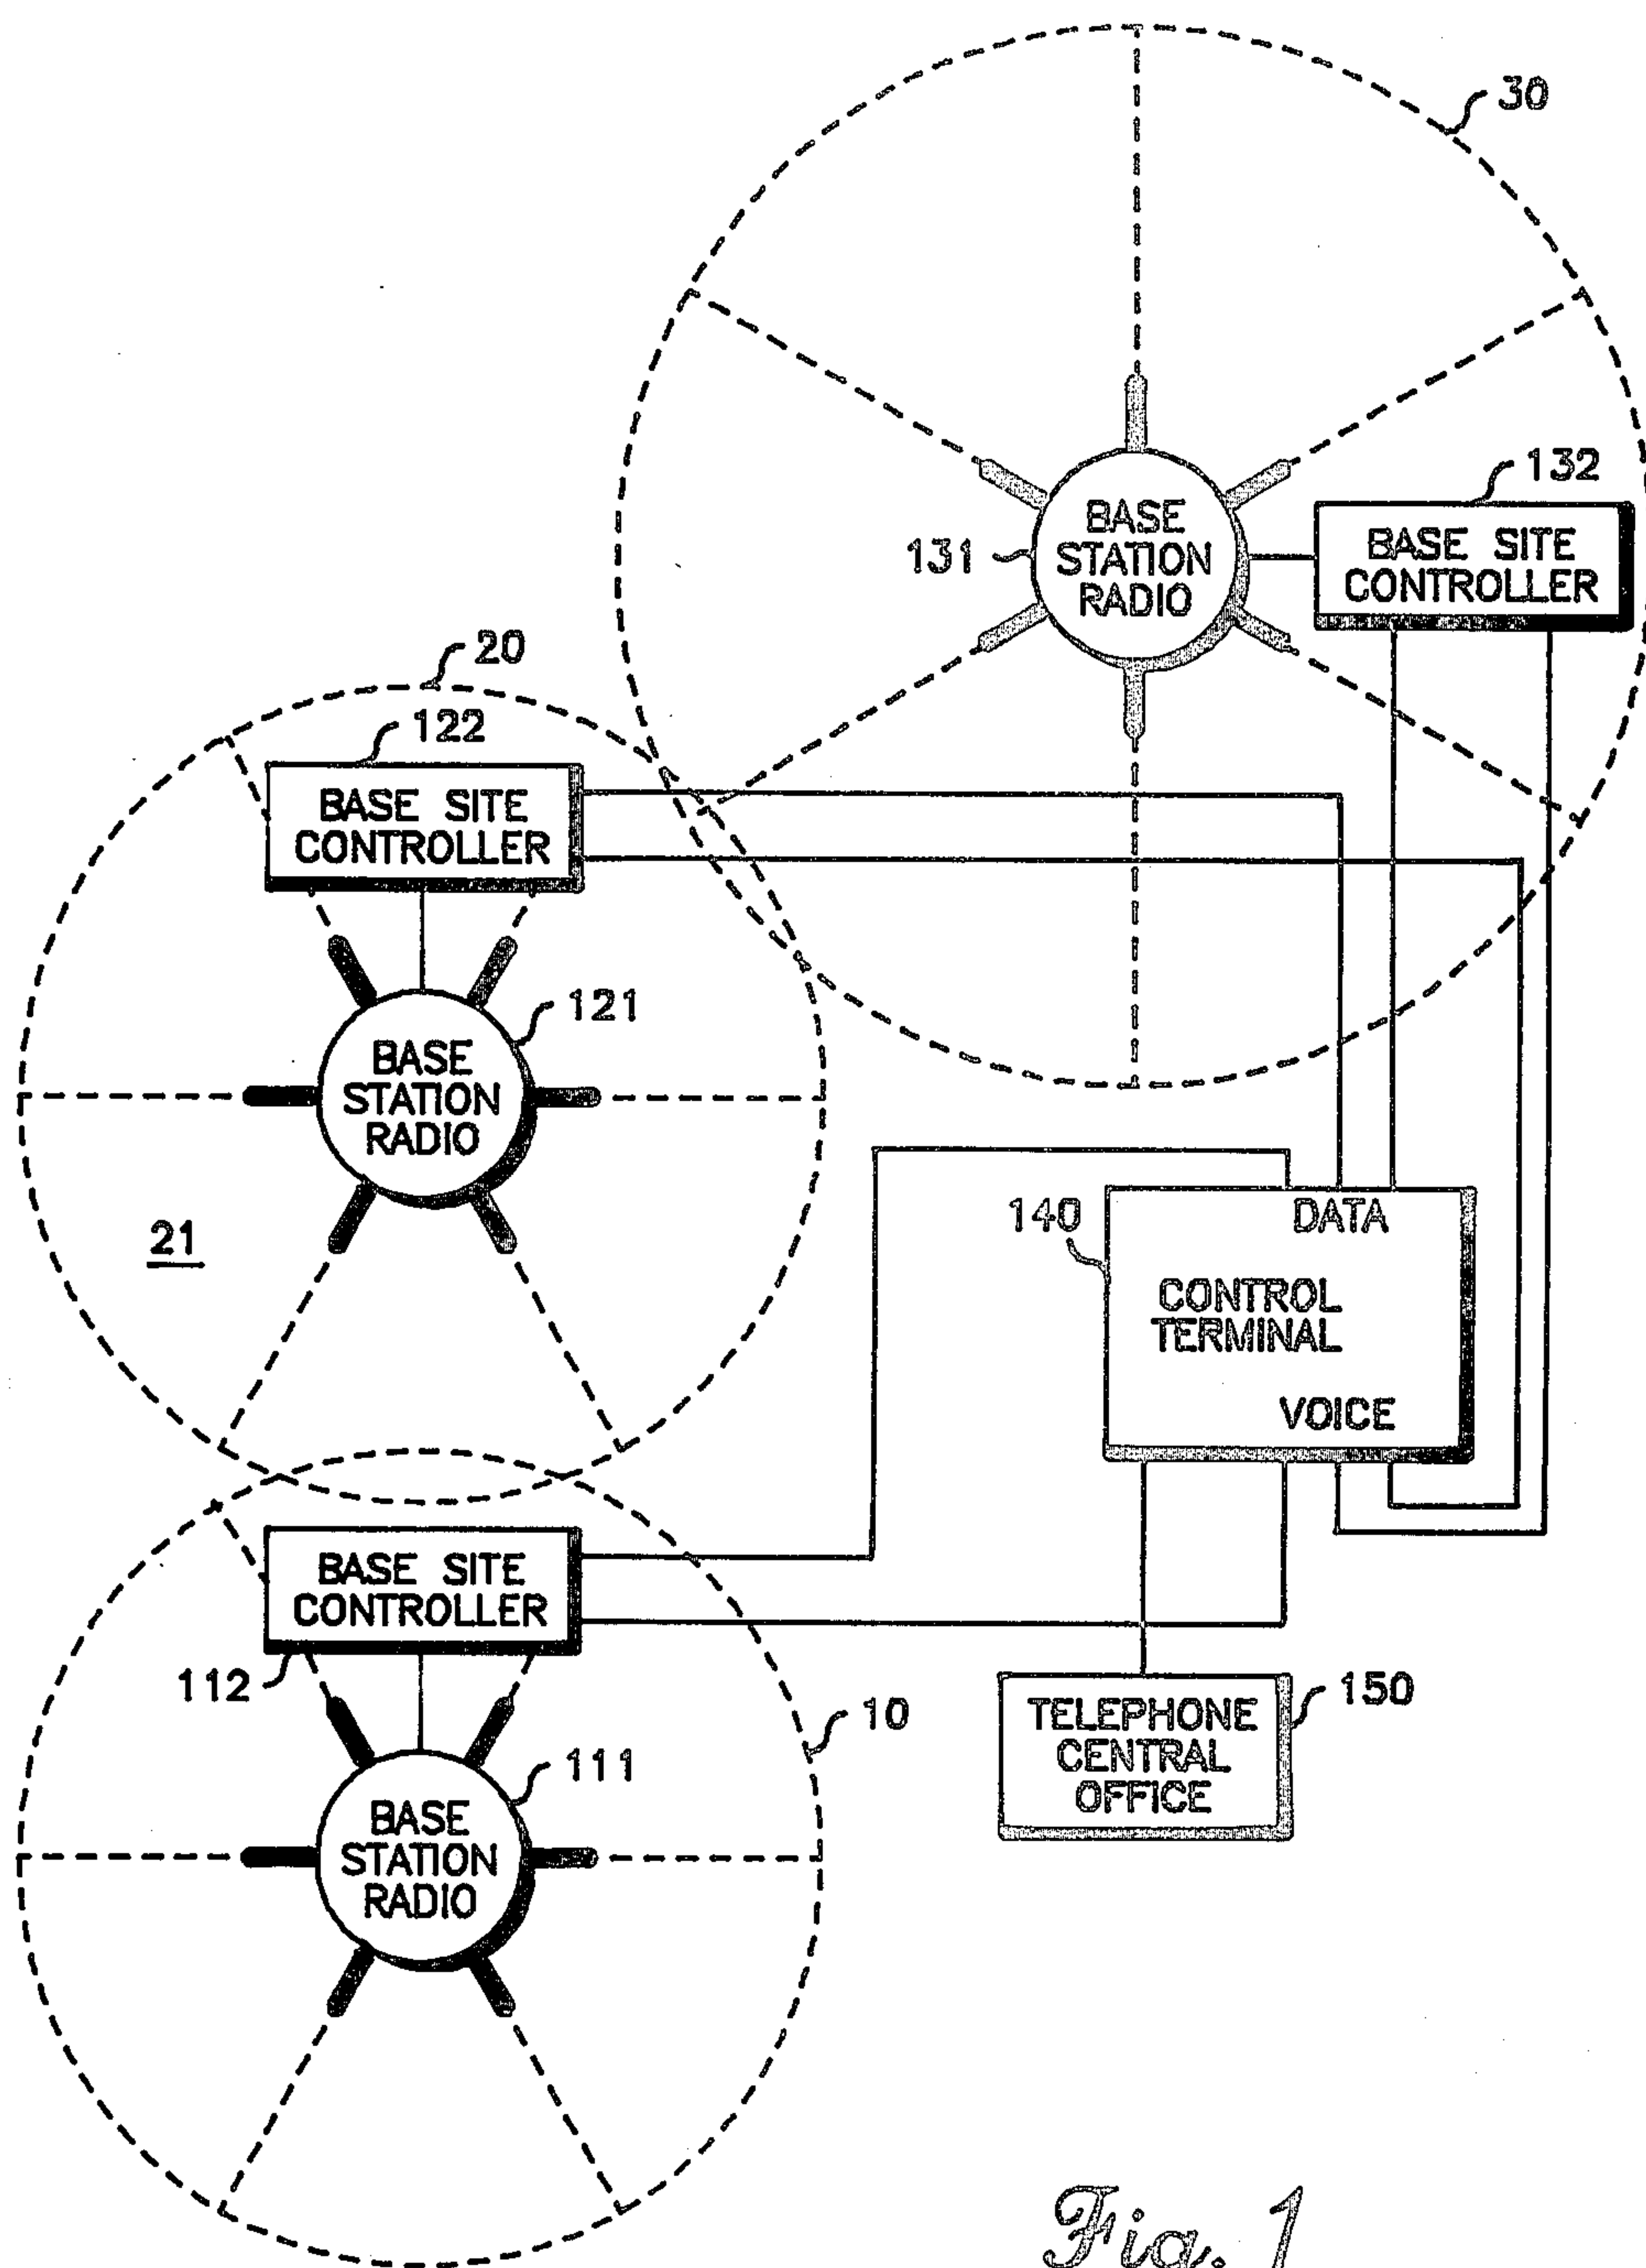 30
132
BASE
STATION
RADIO
131
BASE SITE
CONTROLLER
20
122
BASE SITE
CONTROLLER
121
BASE
STATION
RADIO
21
140
DATA
CONTROL
TERMINAL
VOICE
BASE SITE
CONTROLLER
112
10
150
TELEPHONE
CENTRAL
OFFICE
111
BASE
STATION
RADIO
Fig. 1